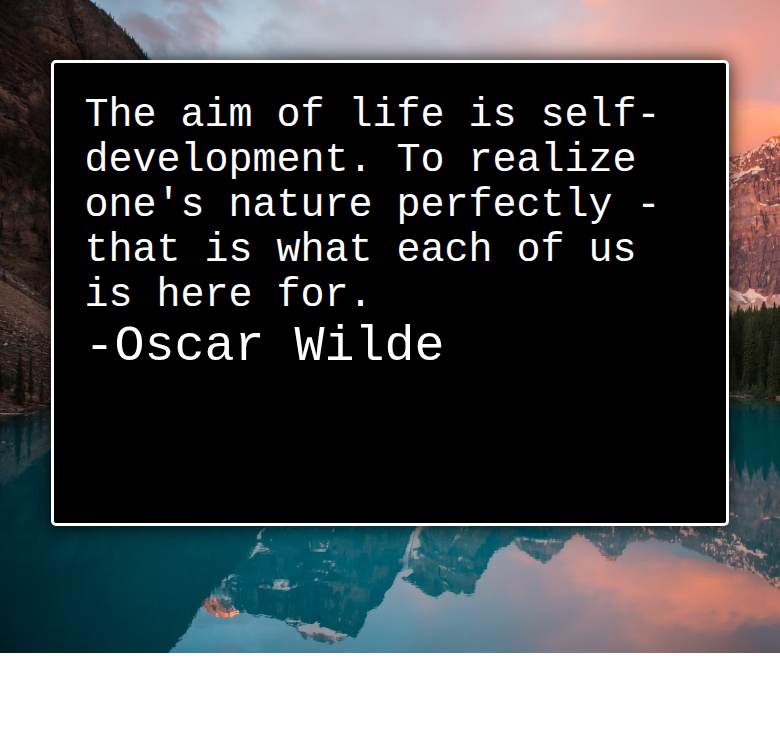 The aim of life is self-
development. To realize
one's nature perfectly -
that is what each of us
is here for.
-Oscar Wilde